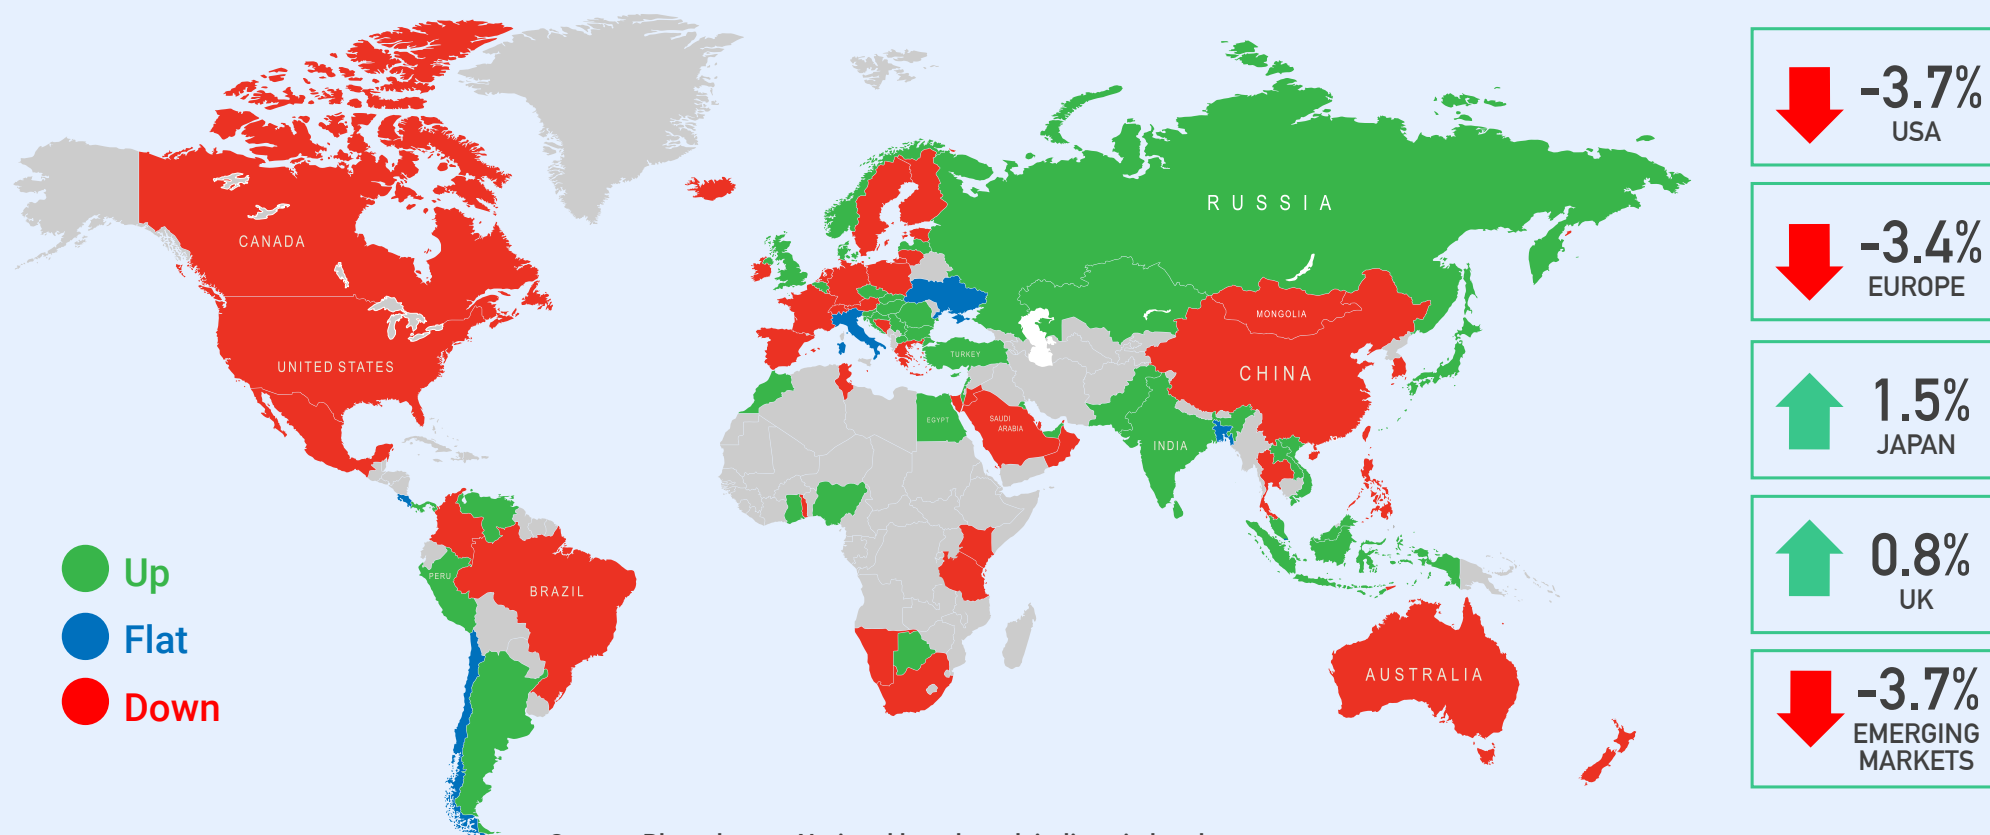 CANADA
UNITED STATES
BRAZIL
PERU
RUSSIA
MONGOLIA
CHINA
TURKEY
EGYPT
SAUDI
ARABIA
INDIA
AUSTRALIA
Up
Flat
Down
-3.7%
USA
-3.4%
EUROPE
1.5%
JAPAN
0.8%
UK
-3.7%
EMERGING
MARKETS